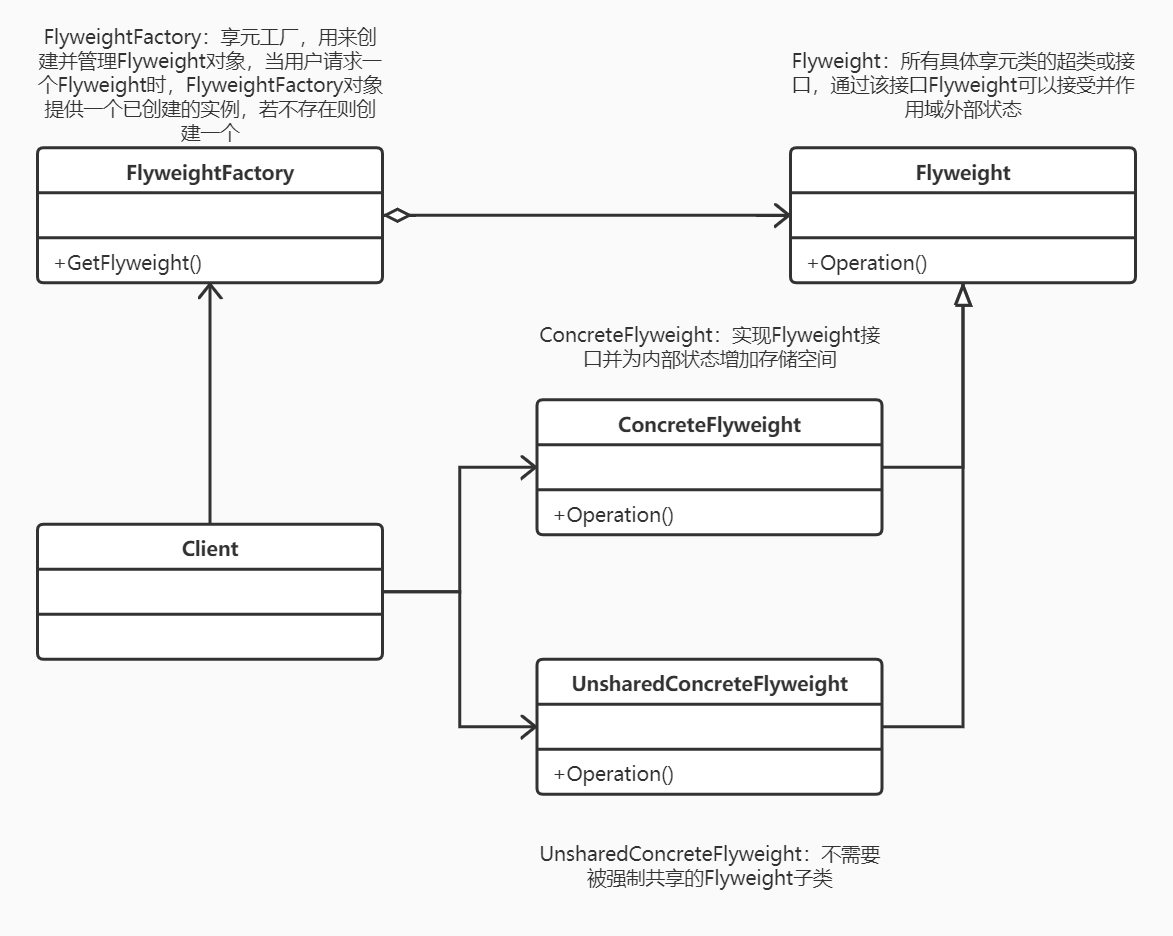 FlyweightFactory：享元工厂，用来创
建并管理Flyweight对象，当用户请求一
个Flyweight时，FlyweightFactory对象
提供一个已创建的实例，若不存在则创
建一个
Flyweight：所有具体享元类的超类或接
口，通过该接口Flyweight可以接受并作
用域外部状态
FlyweightFactory
+GetFlyweight()
Flyweight
+Operation()
ConcreteFlyweight：实现Flyweight接
口并为内部状态增加存储空间
ConcreteFlyweight
+Operation()
Client
UnsharedConcreteFlyweight
+Operation()
UnsharedConcreteFlyweight：不需要
被强制共享的Flyweight子类